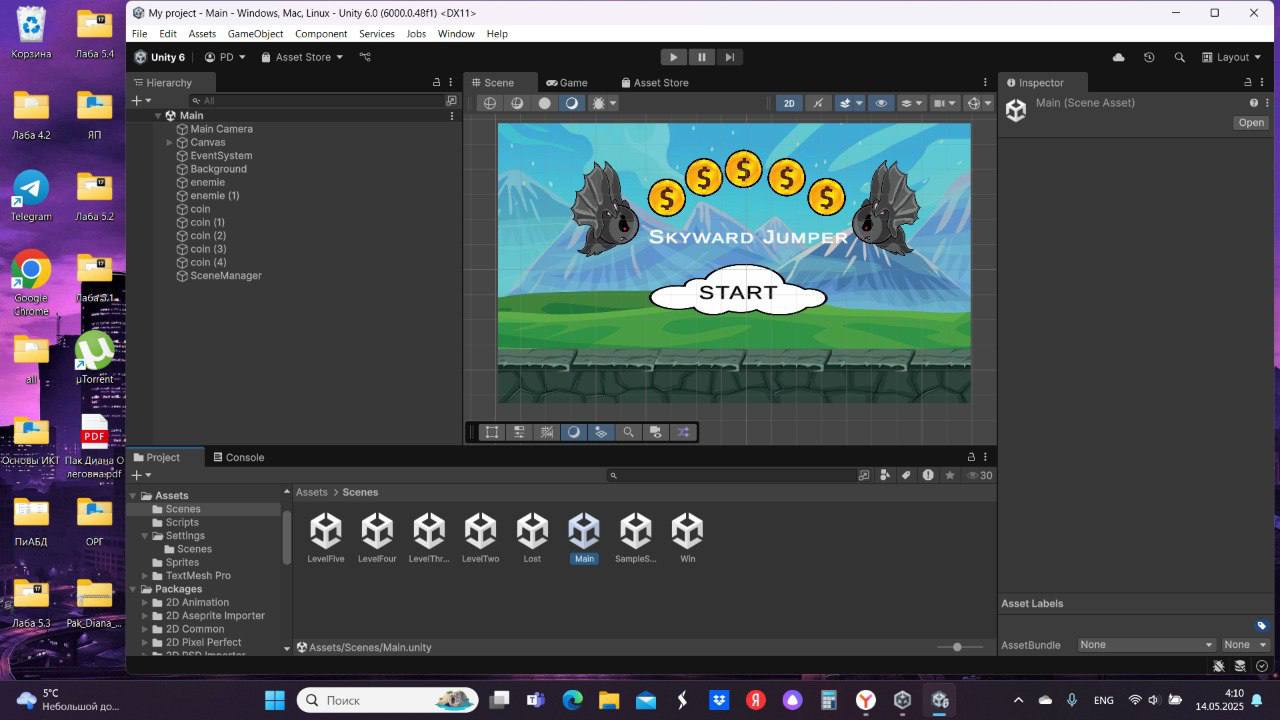 My project - Main - Windows, Mac, Linux - Unity 6.0 (6000.0.48f1) <DX11>
File Edit Assets GameObject Component Services Jobs Window Help
Unity 6 PD Asset Store Layout
Hierarchy
All
Main
Main Camera
Canvas
EventSystem
Background
enemie
enemie (1)
coin
coin (1)
coin (2)
coin (3)
coin (4)
SceneManager
Scene Game Asset Store
2D
$ $ $ $ $
Skyward Jumper
START
Inspector
Main (Scene Asset)
Open
Asset Labels
AssetBundle None None
Project Console
30
Assets
Scenes
Scripts
Settings
Scenes
Sprites
TextMesh Pro
Packages
2D Animation
2D Aseprite Importer
2D Common
2D Pixel Perfect
2D PSD Importer
Assets > Scenes
LevelFive LevelFour LevelThr... LevelTwo Lost Main SampleS... Win
Assets/Scenes/Main.unity
Корзина Лаба 5.4
Лаба 4.2 ЯП
Telegram Лаба 5.2
Google Chrome
all µTorrent
PDF
Основы ИКТ Пак Диана О
леговна.pdf
ПиАБД ОРГ
Лаба 5.3 Pak_Diana_...
5°C
Небольшой до...
Поиск
ENG
4:10
14.05.2025